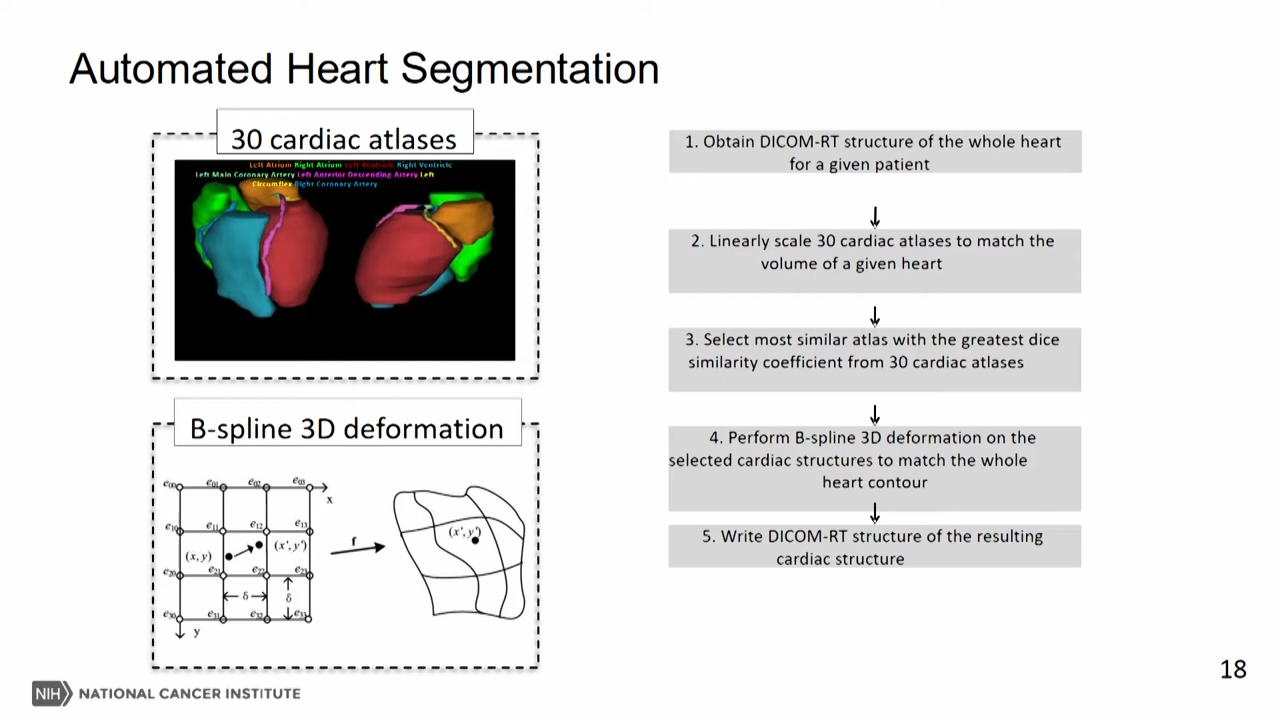 Automated Heart Segmentation
30 cardiac atlases
Left Atrium Right Atrium Left Ventricle Right Ventricle
Left Main Coronary Artery Left Anterior Descending Artery Left
Circumflex Right Coronary Artery
B-spline 3D deformation
e00 e01 e02 e03
x
e10 e11 e12 e13
(x, y) (x', y')
e20 e21 e22 e23
δ δ
e30 e31 e32 e33
y
f
(x', y')
1. Obtain DICOM-RT structure of the whole heart
for a given patient
2. Linearly scale 30 cardiac atlases to match the
volume of a given heart
3. Select most similar atlas with the greatest dice
similarity coefficient from 30 cardiac atlases
4. Perform B-spline 3D deformation on the
selected cardiac structures to match the whole
heart contour
5. Write DICOM-RT structure of the resulting
cardiac structure
NIH NATIONAL CANCER INSTITUTE
18